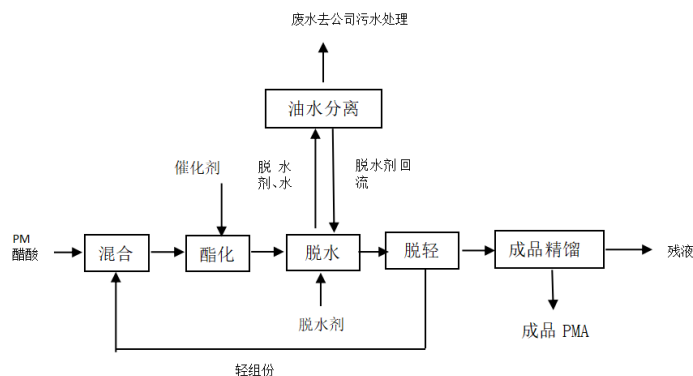 废水去公司污水处理
油水分离
催化剂
脱 水
剂、水
脱水剂回
流
PM
醋酸
混合
酯化
脱水
脱轻
成品精馏
残液
脱水剂
成品 PMA
轻组份